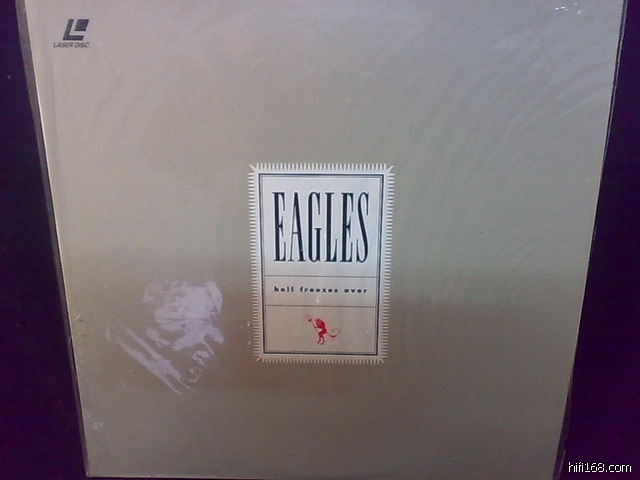 LASER DISC
EAGLES
hell freezes over
hifi168.com